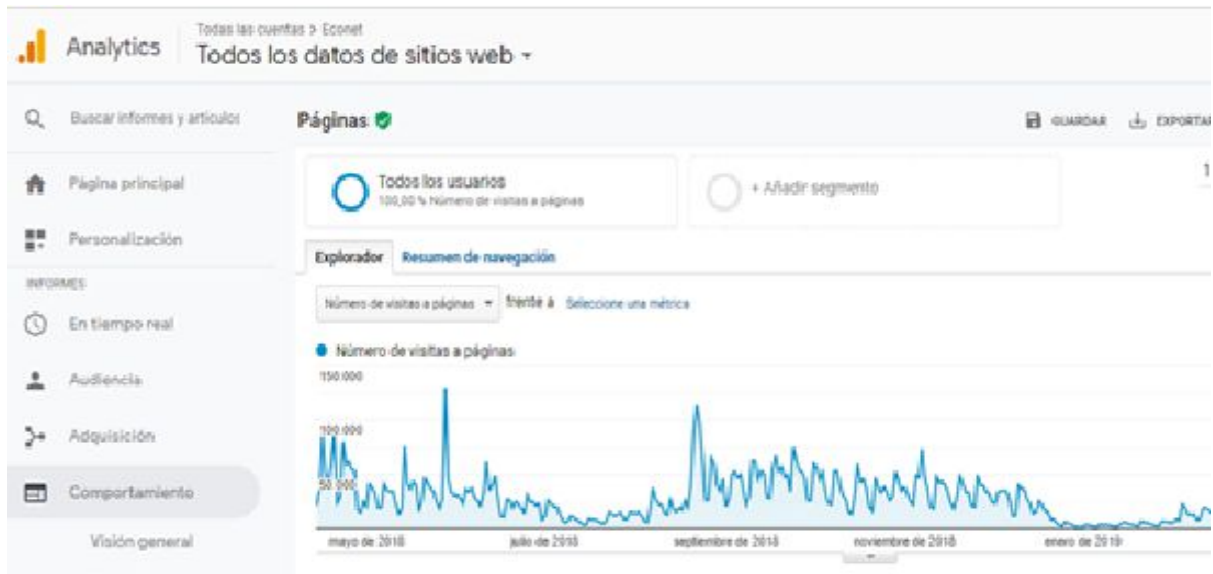 Todas las cuentas > Econet
Analytics
Todos los datos de sitios web
Buscar informes y artículos
Páginas
GUARDAR
EXPORTAR
Página principal
Todos los usuarios
100,00 % Número de visitas a páginas
+ Añadir segmento
1
Personalización
Explorador
Resumen de navegación
INFORMES
Número de visitas a páginas
frente a
Seleccione una métrica
En tiempo real
Número de visitas a páginas
150.000
Audiencia
100.000
Adquisición
50.000
Comportamiento
mayo de 2018
julio de 2018
septiembre de 2018
noviembre de 2018
enero de 2019
Visión general